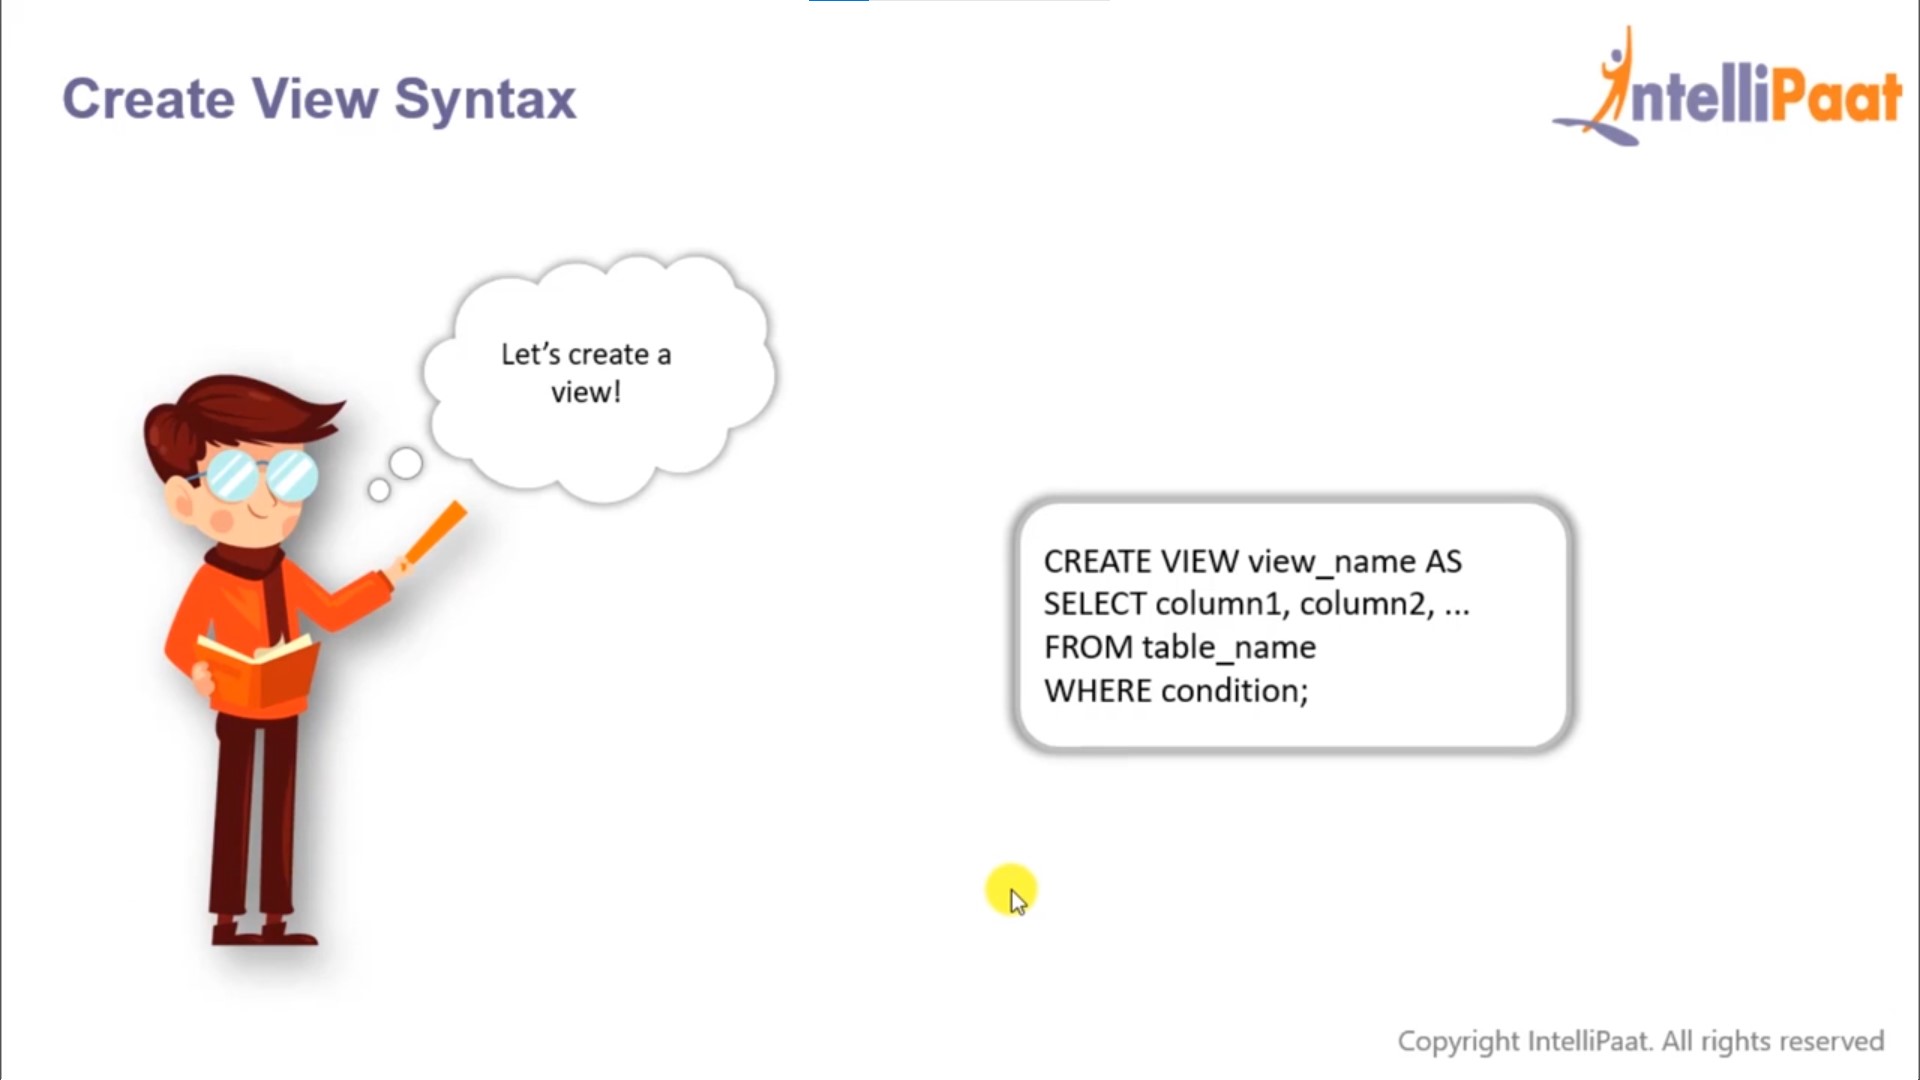 Create View Syntax
IntelliPaat
Let's create a
view!
CREATE VIEW view_name AS
SELECT column1, column2, ...
FROM table_name
WHERE condition;
Copyright IntelliPaat. All rights reserved